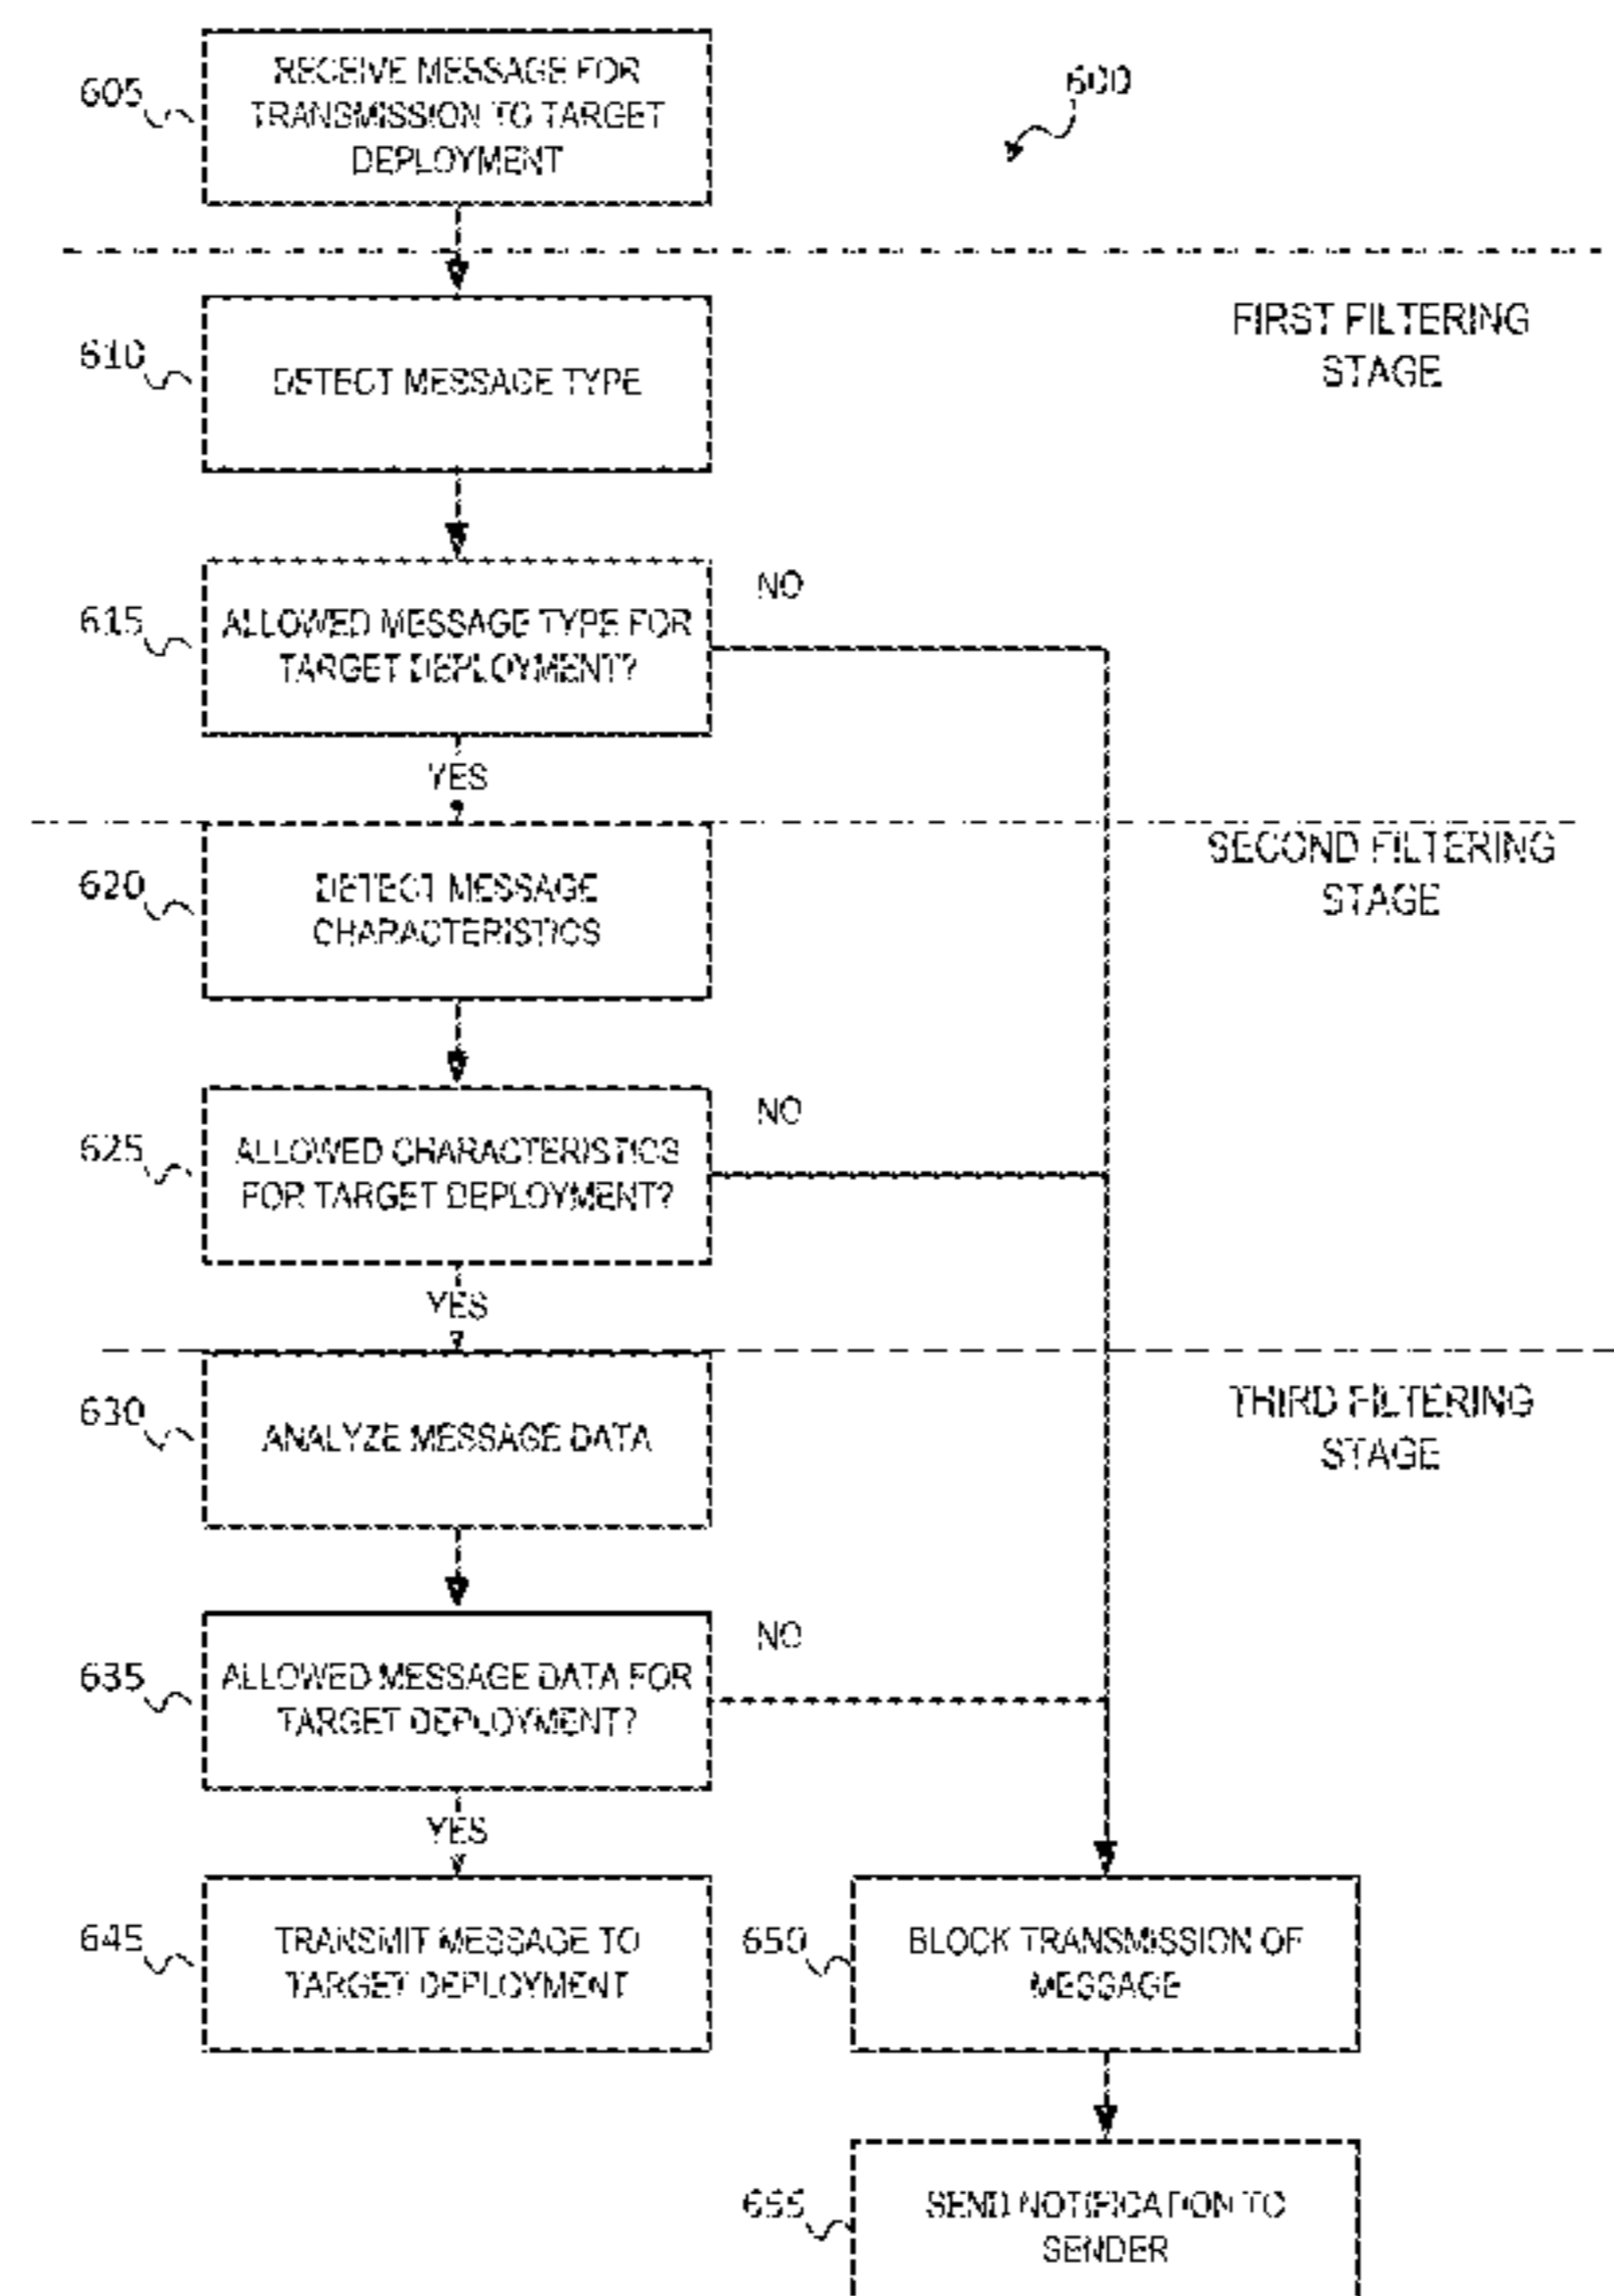 605
RECEIVE MESSAGE FOR
TRANSMISSION TO TARGET
DEPLOYMENT
600
FIRST FILTERING
STAGE
610
DETECT MESSAGE TYPE
615
ALLOWED MESSAGE TYPE FOR
TARGET DEPLOYMENT?
NO
YES
SECOND FILTERING
STAGE
620
DETECT MESSAGE
CHARACTERISTICS
625
ALLOWED CHARACTERISTICS
FOR TARGET DEPLOYMENT?
NO
YES
THIRD FILTERING
STAGE
630
ANALYZE MESSAGE DATA
635
ALLOWED MESSAGE DATA FOR
TARGET DEPLOYMENT?
NO
YES
645
TRANSMIT MESSAGE TO
TARGET DEPLOYMENT
650
BLOCK TRANSMISSION OF
MESSAGE
655
SEND NOTIFICATION TO
SENDER